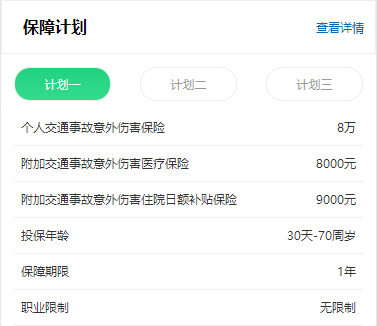 保障计划 查看详情
计划一 计划二 计划三
个人交通事故意外伤害保险 8万
附加交通事故意外伤害医疗保险 8000元
附加交通事故意外伤害住院日额补贴保险 9000元
投保年龄 30天-70周岁
保障期限 1年
职业限制 无限制